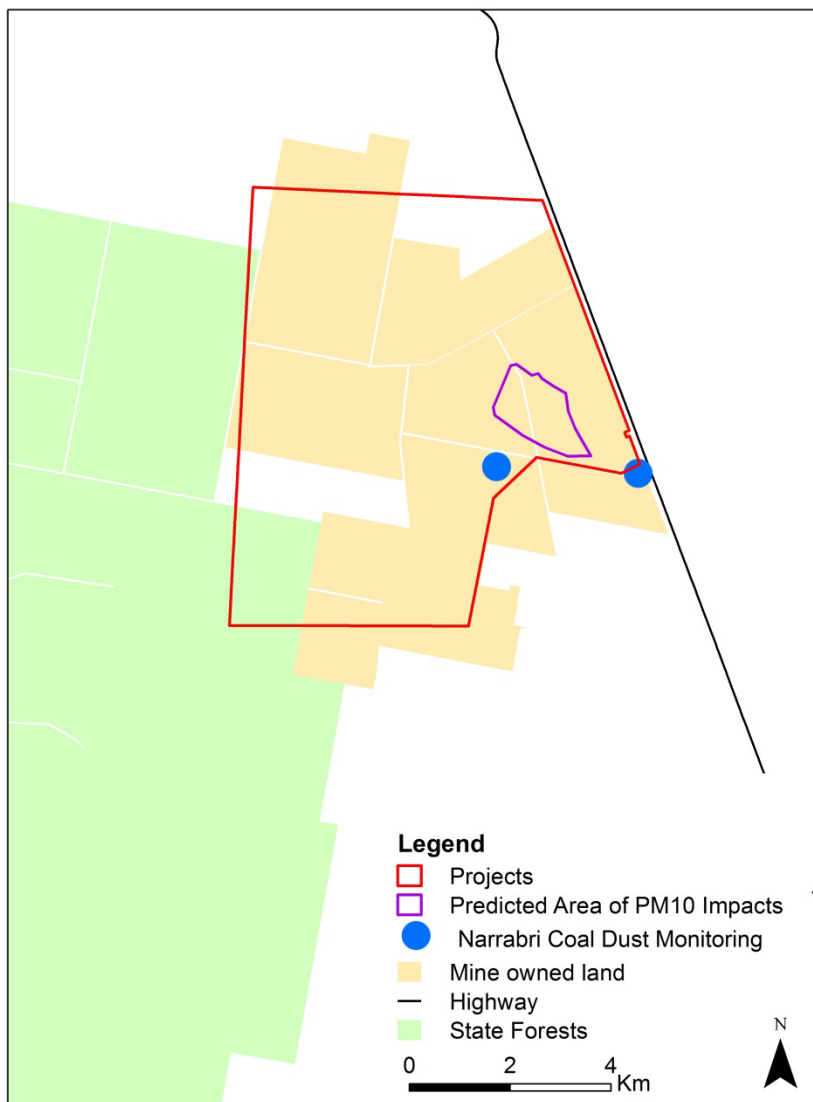 Legend
Projects
Predicted Area of PM10 Impacts
Narrabri Coal Dust Monitoring
Mine owned land
Highway
State Forests
N
0 2 4
Km